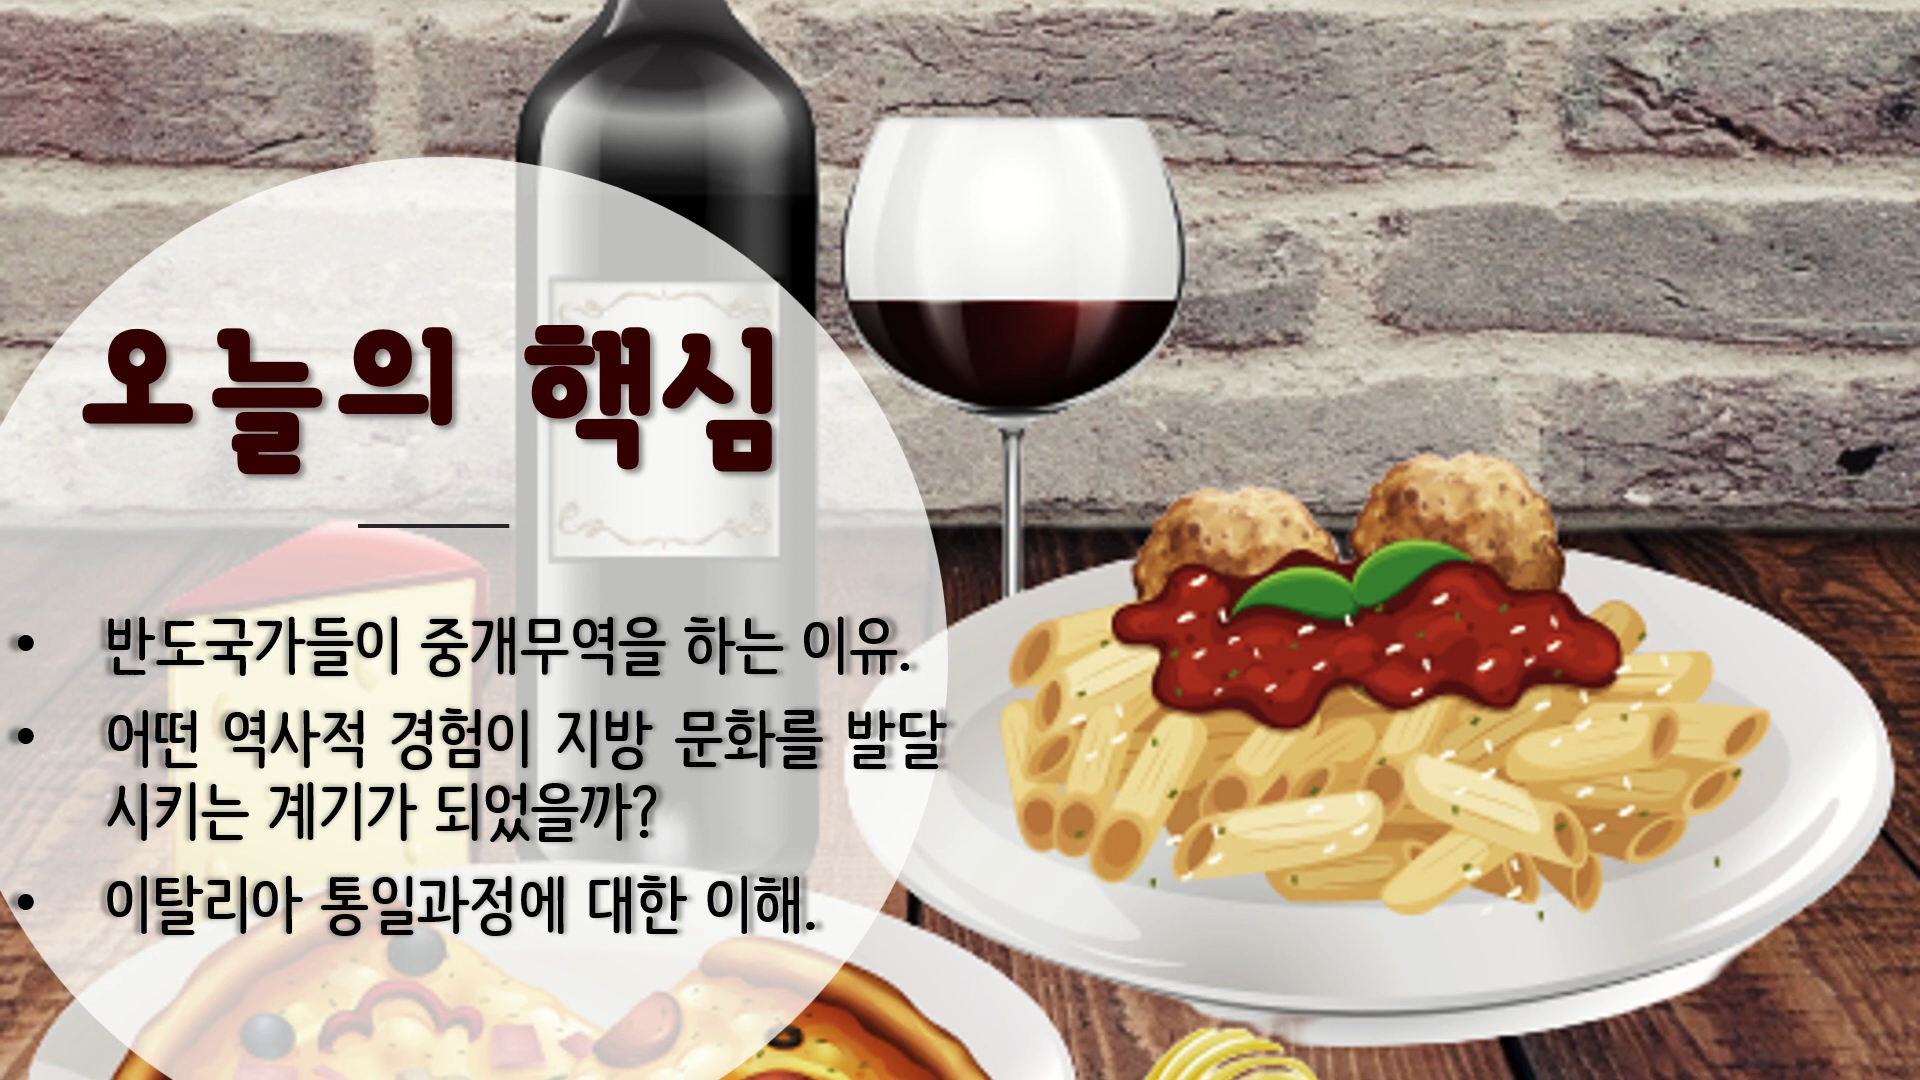 오늘의 핵심
• 반도국가들이 중개무역을 하는 이유.
• 어떤 역사적 경험이 지방 문화를 발달
시키는 계기가 되었을까?
• 이탈리아 통일과정에 대한 이해.